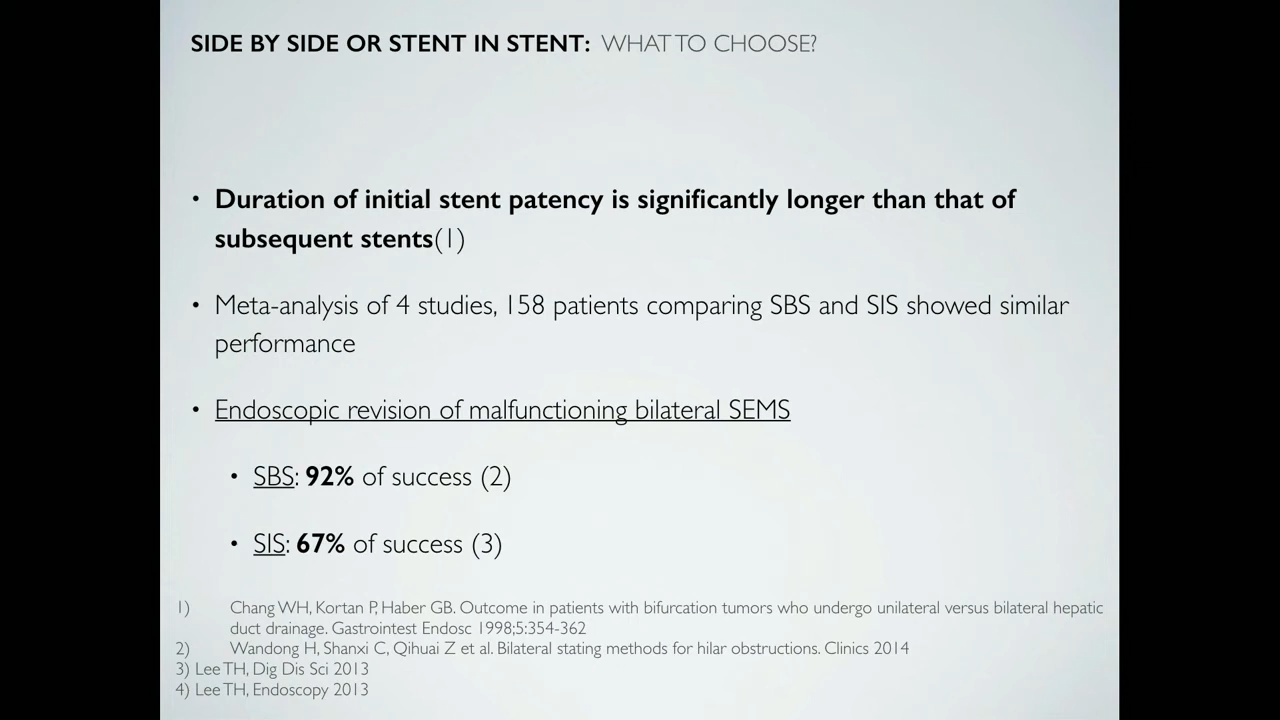 SIDE BY SIDE OR STENT IN STENT: WHAT TO CHOOSE?
• Duration of initial stent patency is significantly longer than that of
subsequent stents(1)
• Meta-analysis of 4 studies, 158 patients comparing SBS and SIS showed similar
performance
• Endoscopic revision of malfunctioning bilateral SEMS
• SBS: 92% of success (2)
• SIS: 67% of success (3)
1) Chang WH, Kortan P, Haber GB. Outcome in patients with bifurcation tumors who undergo unilateral versus bilateral hepatic
duct drainage. Gastrointest Endosc 1998;5:354-362
2) Wandong H, Shanxi C, Qihuai Z et al. Bilateral stating methods for hilar obstructions. Clinics 2014
3) Lee TH, Dig Dis Sci 2013
4) Lee TH, Endoscopy 2013